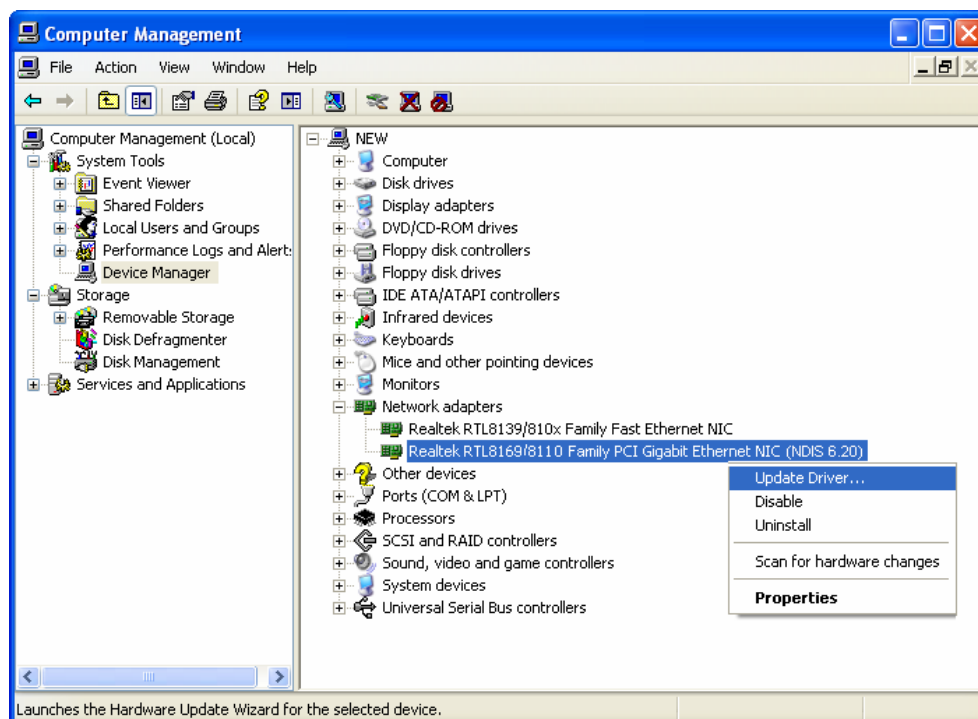 Computer Management
File Action View Window Help
Computer Management (Local)
System Tools
Event Viewer
Shared Folders
Local Users and Groups
Performance Logs and Alert:
Device Manager
Storage
Removable Storage
Disk Defragmenter
Disk Management
Services and Applications
NEW
Computer
Disk drives
Display adapters
DVD/CD-ROM drives
Floppy disk controllers
Floppy disk drives
IDE ATA/ATAPI controllers
Infrared devices
Keyboards
Mice and other pointing devices
Monitors
Network adapters
Realtek RTL8139/810x Family Fast Ethernet NIC
Realtek RTL8169/8110 Family PCI Gigabit Ethernet NIC (NDIS 6.20)
Other devices
Ports (COM & LPT)
Processors
SCSI and RAID controllers
Sound, video and game controllers
System devices
Universal Serial Bus controllers
Update Driver...
Disable
Uninstall
Scan for hardware changes
Properties
Launches the Hardware Update Wizard for the selected device.